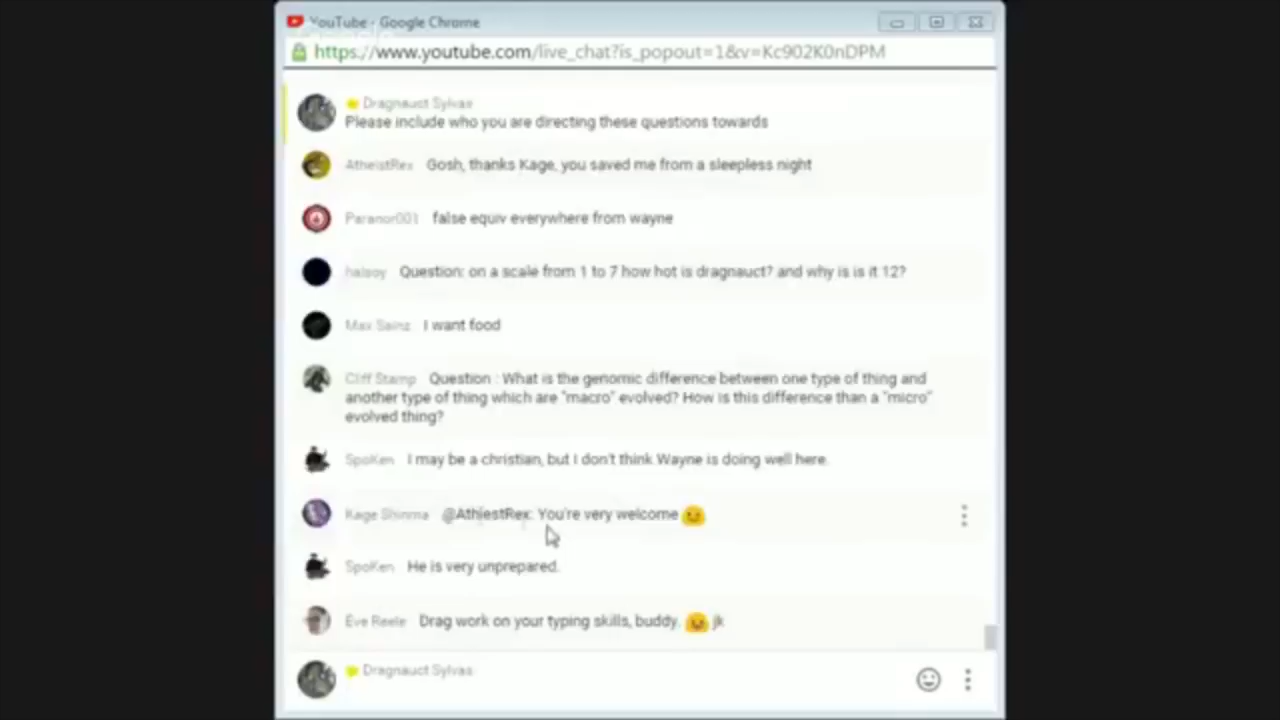 YouTube - Google Chrome
https://www.youtube.com/live_chat?is_popout=1&v=Kc902K0nDPM
Dragnauct Sylvas
Please include who you are directing these questions towards
AtheistRex Gosh, thanks Kage, you saved me from a sleepless night
Paranor001 false equiv everywhere from wayne
halsoy Question: on a scale from 1 to 7 how hot is dragnauct? and why is is it 12?
Max Sainz I want food
Cliff Stamp Question : What is the genomic difference between one type of thing and
another type of thing which are "macro" evolved? How is this difference than a "micro"
evolved thing?
SpoKen I may be a christian, but I don't think Wayne is doing well here.
Kage Shinma @AthiestRex: You're very welcome
SpoKen He is very unprepared.
Eve Reele Drag work on your typing skills, buddy. jk
Dragnauct Sylvas